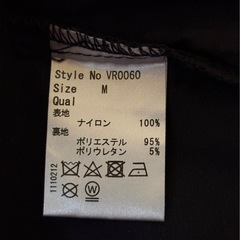 Style No VR0060
Size M
Qual
表地
ナイロン 100%
裏地
ポリエステル 95%
ポリウレタン 5%
1110212